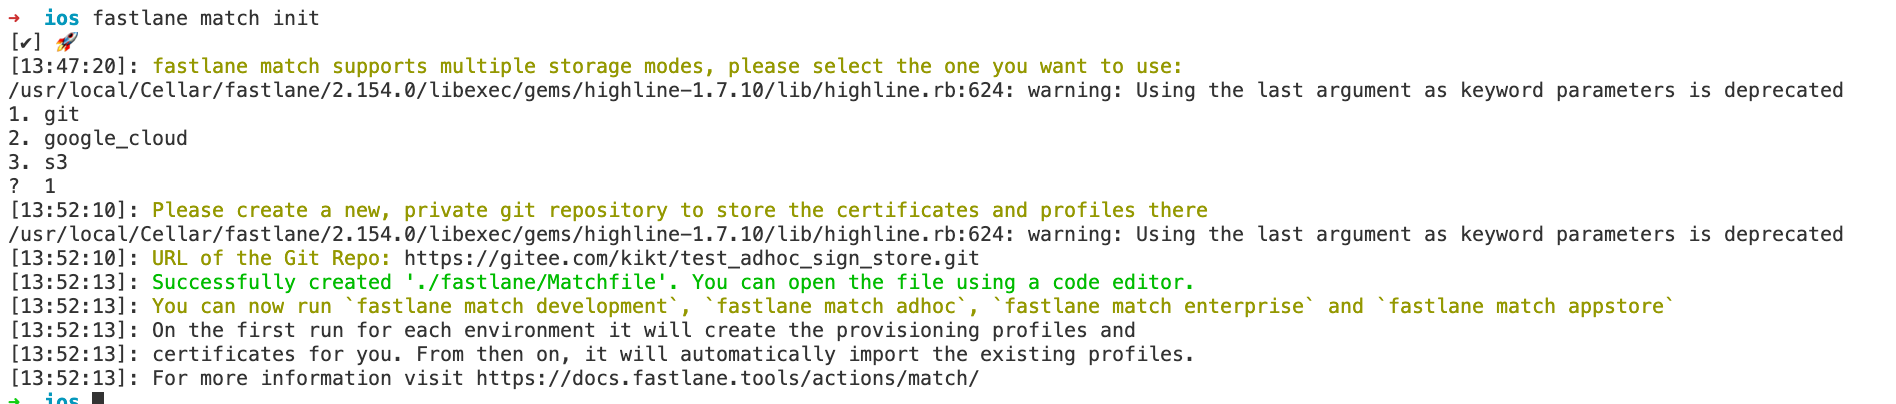 ➜  ios fastlane match init
[✔] 🚀
[13:47:20]: fastlane match supports multiple storage modes, please select the one you want to use:
/usr/local/Cellar/fastlane/2.154.0/libexec/gems/highline-1.7.10/lib/highline.rb:624: warning: Using the last argument as keyword parameters is deprecated
1. git
2. google_cloud
3. s3
?  1
[13:52:10]: Please create a new, private git repository to store the certificates and profiles there
/usr/local/Cellar/fastlane/2.154.0/libexec/gems/highline-1.7.10/lib/highline.rb:624: warning: Using the last argument as keyword parameters is deprecated
[13:52:10]: URL of the Git Repo: https://gitee.com/kikt/test_adhoc_sign_store.git
[13:52:13]: Successfully created './fastlane/Matchfile'. You can open the file using a code editor.
[13:52:13]: You can now run `fastlane match development`, `fastlane match adhoc`, `fastlane match enterprise` and `fastlane match appstore`
[13:52:13]: On the first run for each environment it will create the provisioning profiles and
[13:52:13]: certificates for you. From then on, it will automatically import the existing profiles.
[13:52:13]: For more information visit https://docs.fastlane.tools/actions/match/
➜  ios